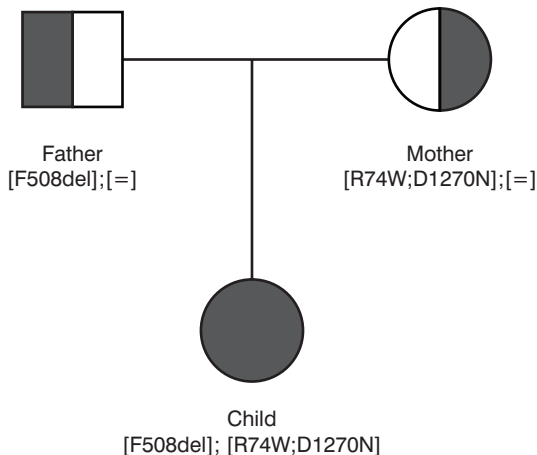 Father
[F508del];[=]
Mother
[R74W;D1270N];[=]
Child
[F508del]; [R74W;D1270N]